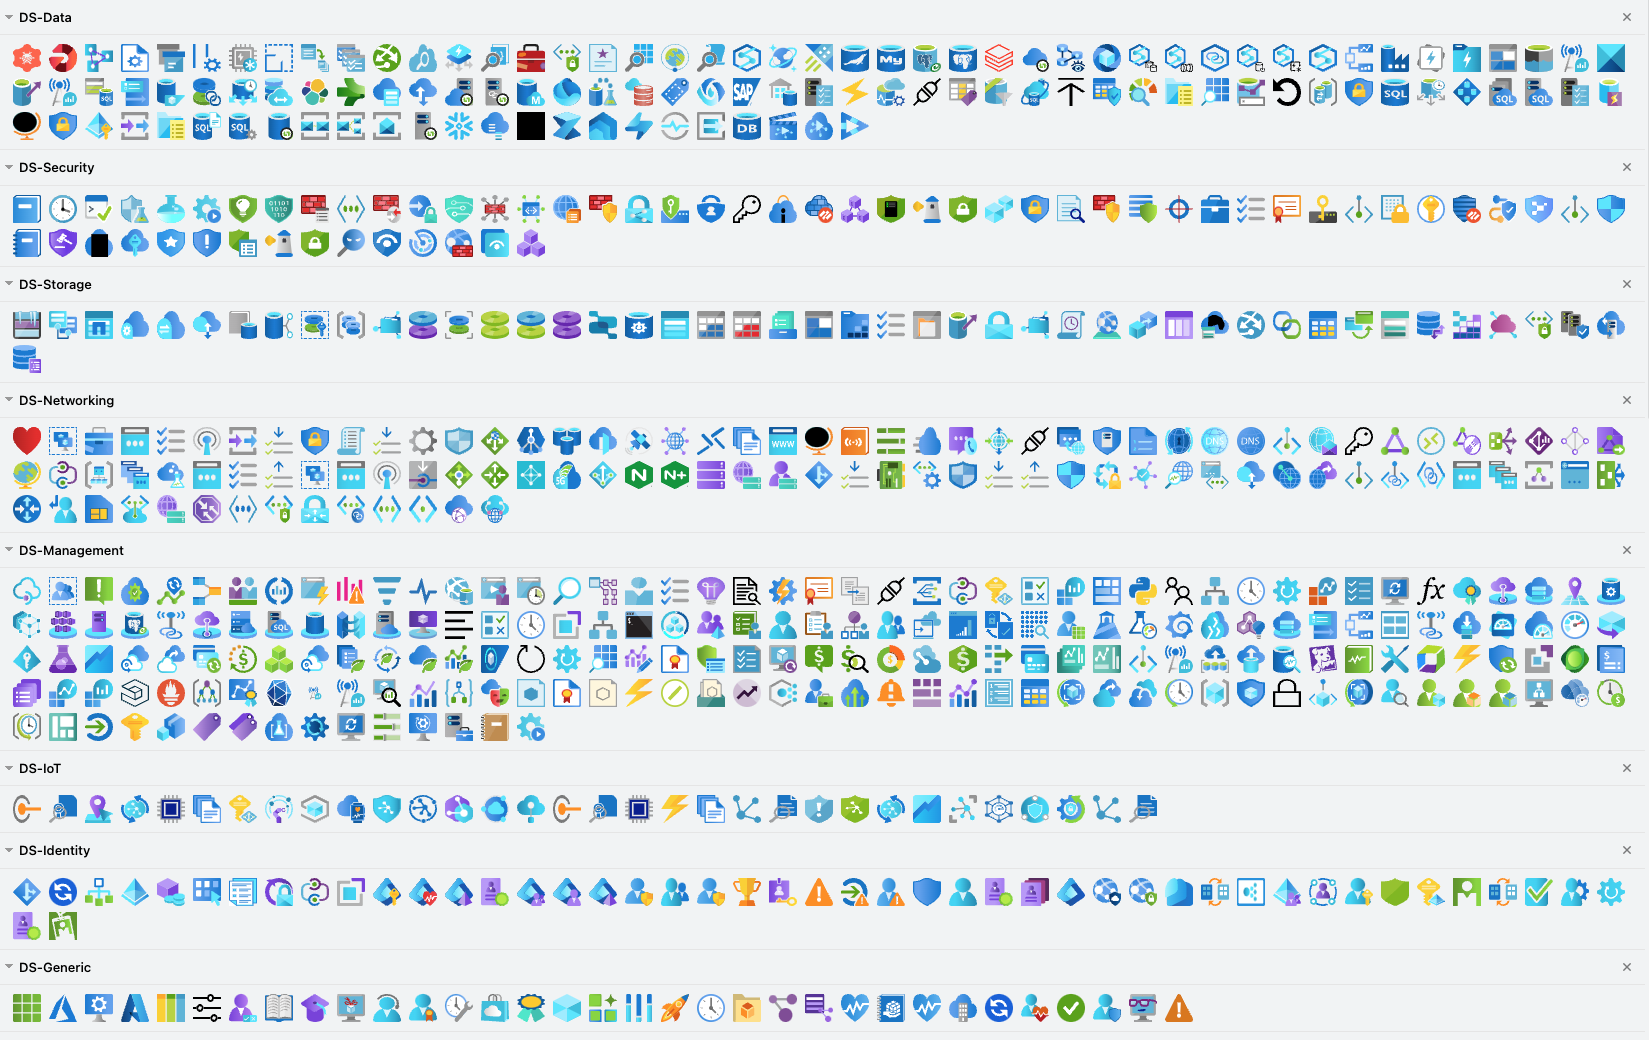 DS-Data
My
SQL
SAP
SQL
SQL
SQL
SQL
SQL
DB
DS-Security
DS-Storage
DS-Networking
WWW
DNS
DNS
5G
N
N+
DS-Management
fx
SQL
DS-IoT
DS-Identity
DS-Generic